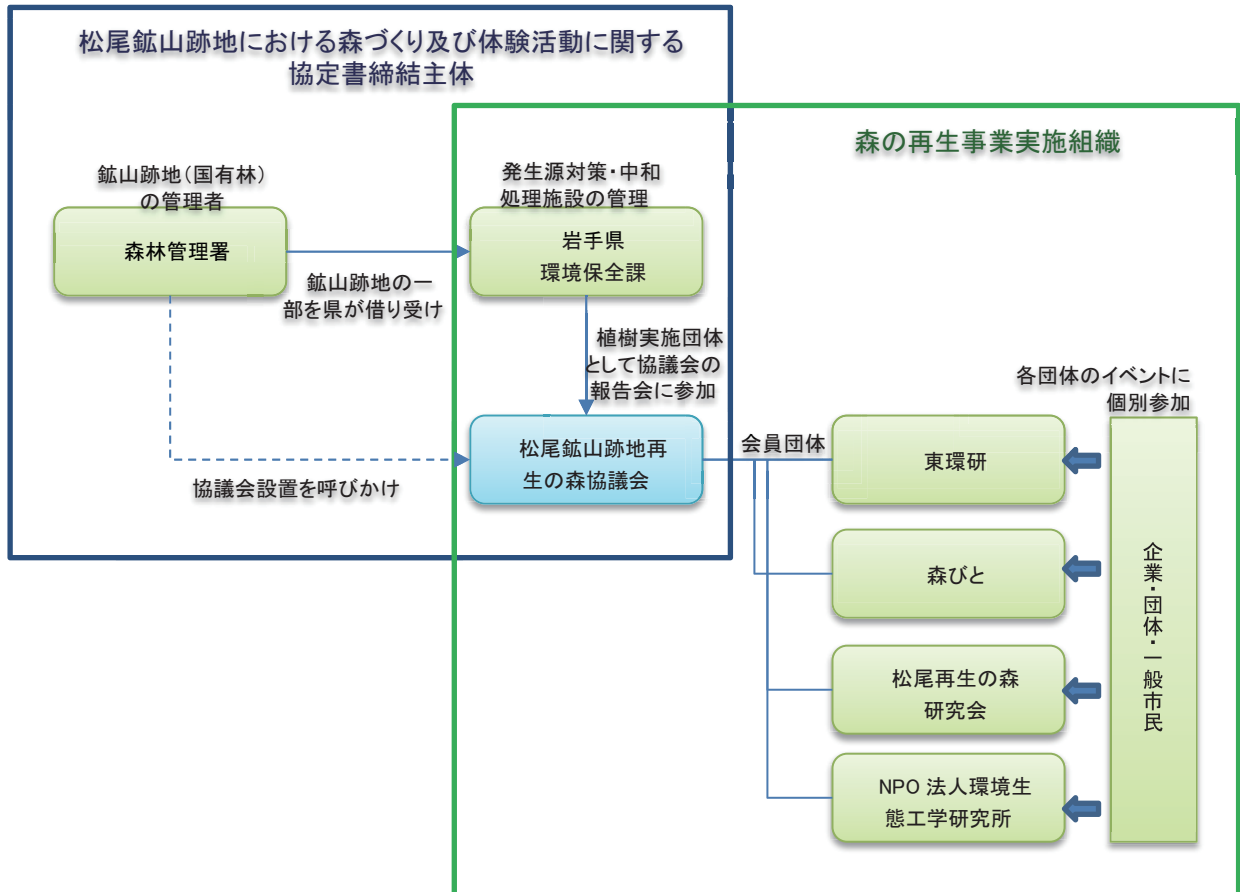 松尾鉱山跡地における森づくり及び体験活動に関する
協定書締結主体
森の再生事業実施組織
鉱山跡地（国有林）
の管理者
森林管理署
発生源対策・中和
処理施設の管理
岩手県
環境保全課
鉱山跡地の一
部を県が借り受け
植樹実施団体
として協議会の
報告会に参加
各団体のイベントに
個別参加
松尾鉱山跡地再
生の森協議会
協議会設置を呼びかけ
会員団体
東環研
森びと
松尾再生の森
研究会
NPO 法人環境生
態工学研究所
企業・団体・一般市民